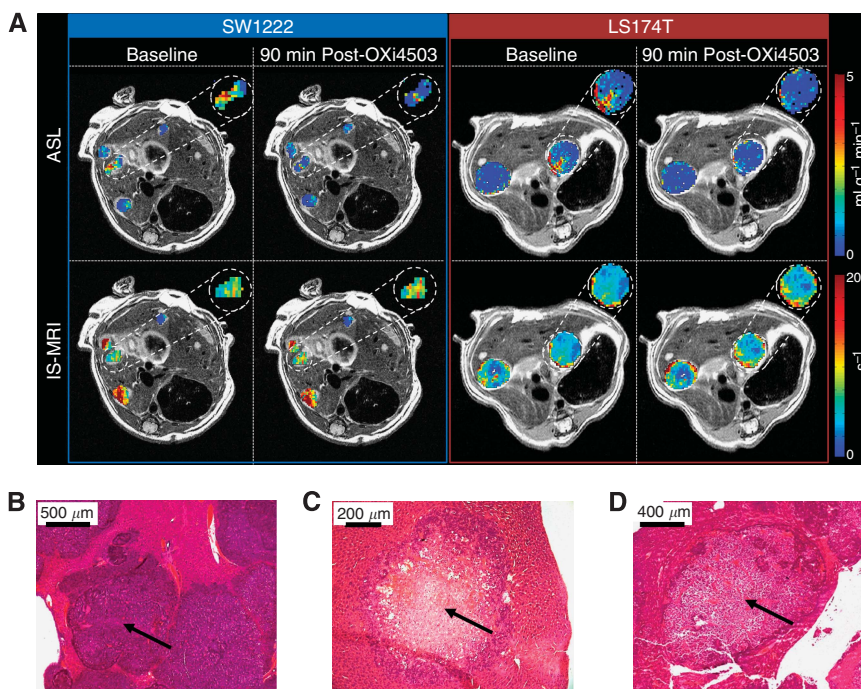 A
SW1222
LS174T
Baseline
90 min Post-OXi4503
Baseline
90 min Post-OXi4503
ASL
IS-MRI
5
ml g⁻¹ min⁻¹
0
20
s⁻¹
0
B
500 μm
C
200 μm
D
400 μm